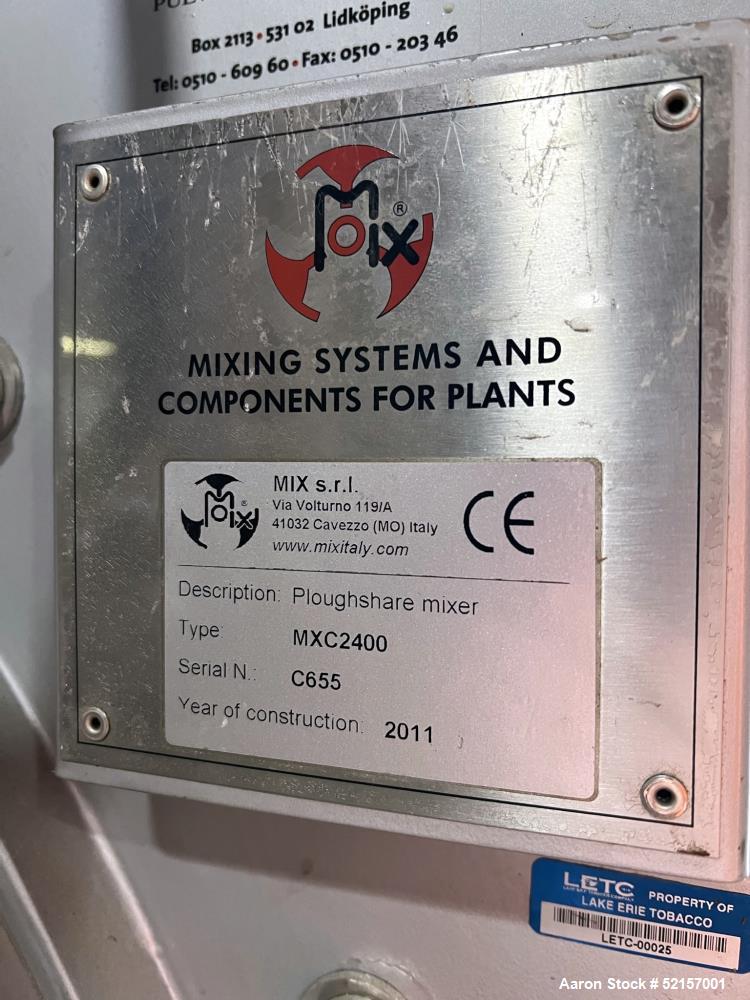 Box 2113 • 531 02 Lidköping
Tel: 0510 - 609 60 • Fax: 0510 - 203 46
MIX ®
MIXING SYSTEMS AND
COMPONENTS FOR PLANTS
MIX ®
MIX s.r.l.
Via Volturno 119/A
41032 Cavezzo (MO) Italy
www.mixitaly.com
CE
Description: Ploughshare mixer
Type: MXC2400
Serial N.: C655
Year of construction: 2011
LETC
PROPERTY OF
LAKE ERIE TOBACCO
LETC-00025
Aaron Stock # 52157001